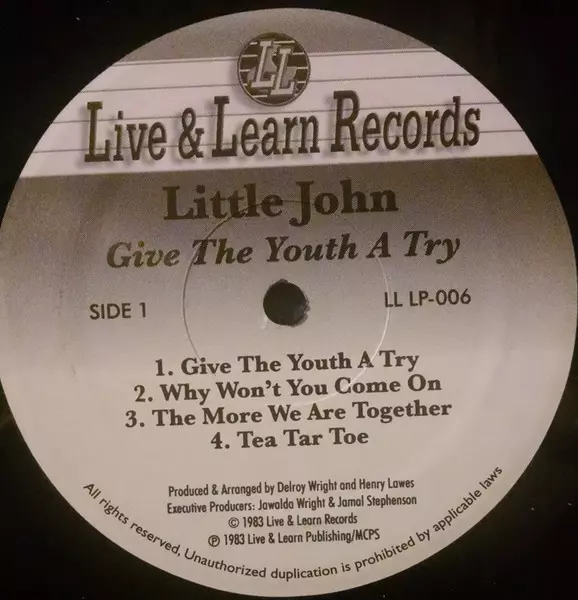 LL
Live & Learn Records
Little John
Give The Youth A Try
SIDE 1
LL LP-006
1. Give The Youth A Try
2. Why Won't You Come On
3. The More We Are Together
4. Tea Tar Toe
Produced & Arranged by Delroy Wright and Henry Lawes
Executive Producers: Jawalda Wright & Jamal Stephenson
© 1983 Live & Learn Records
℗ 1983 Live & Learn Publishing/MCPS
All rights reserved, Unauthorized duplication is prohibited by applicable laws